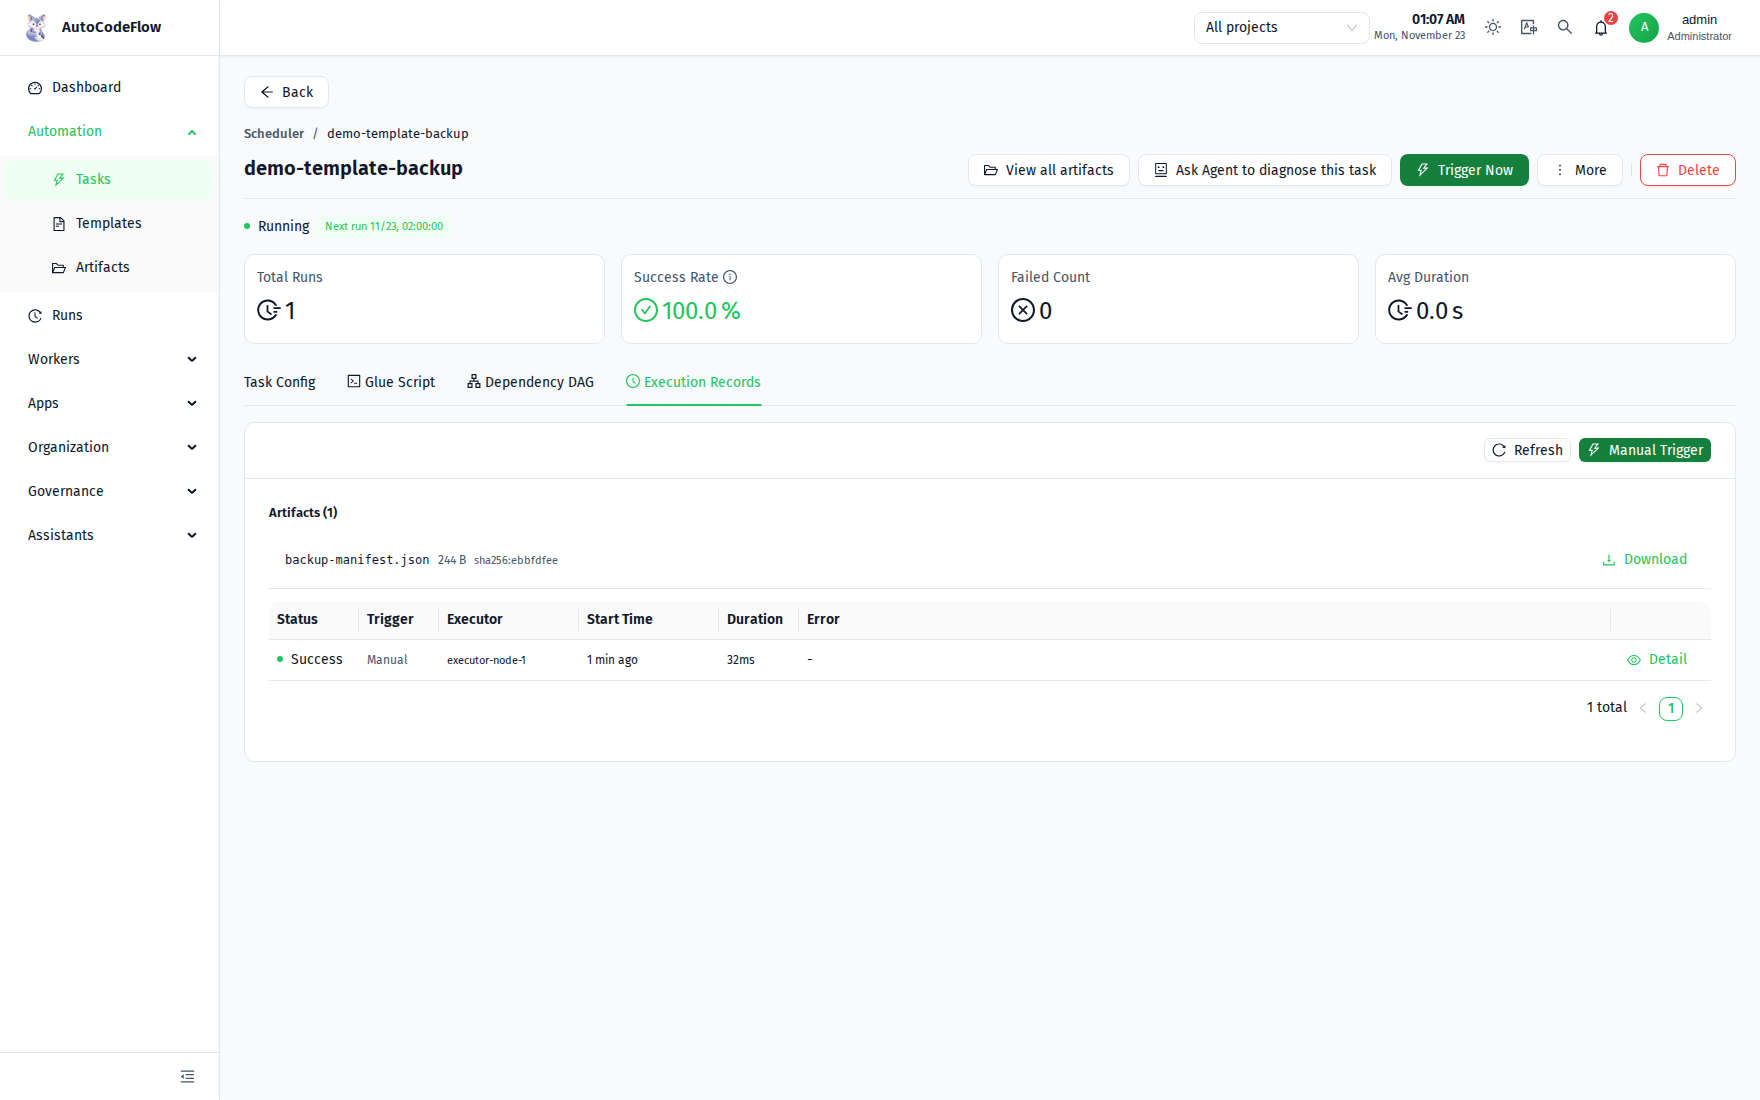 AutoCodeFlow
All projects
01:07 AM
Mon, November 23
2
A
admin
Administrator
Dashboard
Automation
Tasks
Templates
Artifacts
Runs
Workers
Apps
Organization
Governance
Assistants
Back
Scheduler / demo-template-backup
demo-template-backup
View all artifacts
Ask Agent to diagnose this task
Trigger Now
More
Delete
Running
Next run 11/23, 02:00:00
Total Runs
1
Success Rate
100.0 %
Failed Count
0
Avg Duration
0.0 s
Task Config
Glue Script
Dependency DAG
Execution Records
Refresh
Manual Trigger
Artifacts (1)
backup-manifest.json 244 B sha256:ebbfdfee
Download
Status Trigger Executor Start Time Duration Error
Success Manual executor-node-1 1 min ago 32ms - Detail
1 total 1